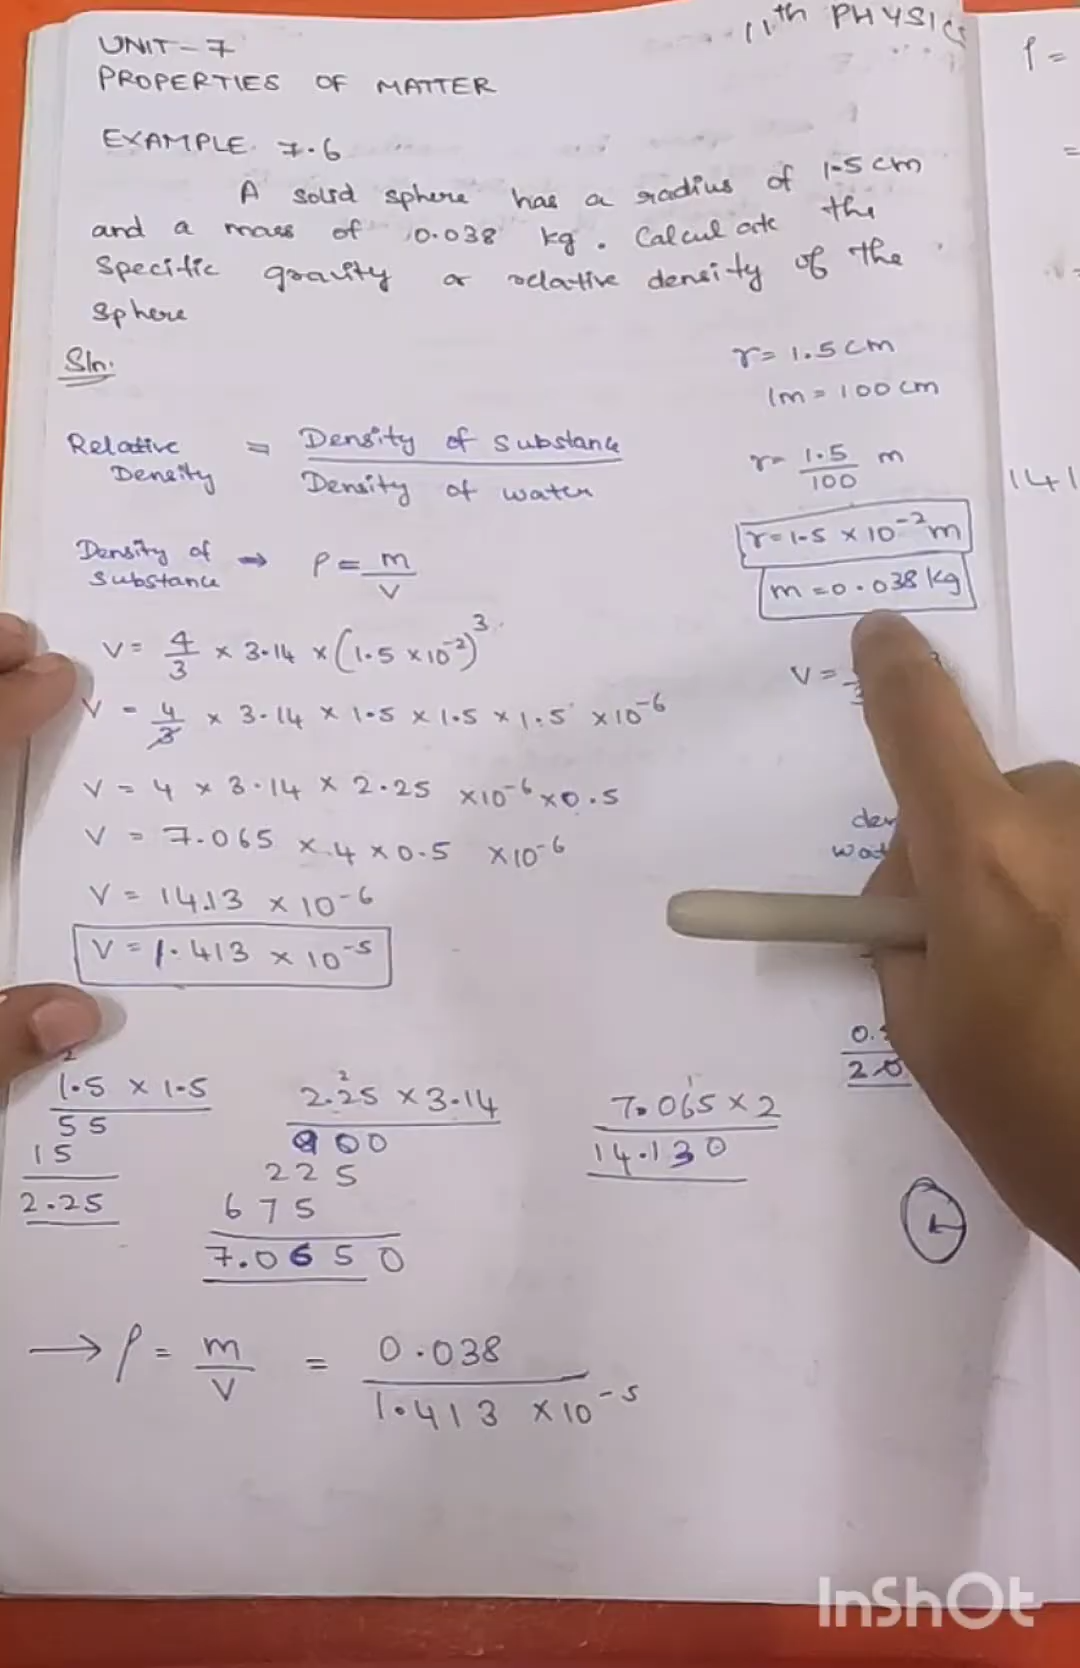 11th PHYSICS
UNIT-7
PROPERTIES OF MATTER
EXAMPLE 7.6
A solid sphere has a radius of 1.5 cm
and a mass of 0.038 kg. Calculate the
Specific gravity or relative density of the
sphere
Sln.
r = 1.5 cm
1m = 100 cm
r = 1.5/100 m
r = 1.5 × 10⁻² m
m = 0.038 kg
V =
Relative Density = Density of substance / Density of water
Density of substance → ρ = m/V
V = 4/3 × 3.14 × (1.5 × 10⁻²)³
V = 4/3 × 3.14 × 1.5 × 1.5 × 1.5 × 10⁻⁶
V = 4 × 3.14 × 2.25 × 10⁻⁶ × 0.5
V = 7.065 × 4 × 0.5 × 10⁻⁶
V = 14.13 × 10⁻⁶
V = 1.413 × 10⁻⁵
2
1.5 × 1.5
55
15
2.25
2
2.25 × 3.14
900
225
675
7.0650
1
7.065 × 2
14.130
→ ρ = m/V = 0.038 / 1.413 × 10⁻⁵
ρ =
=
141
InShOt